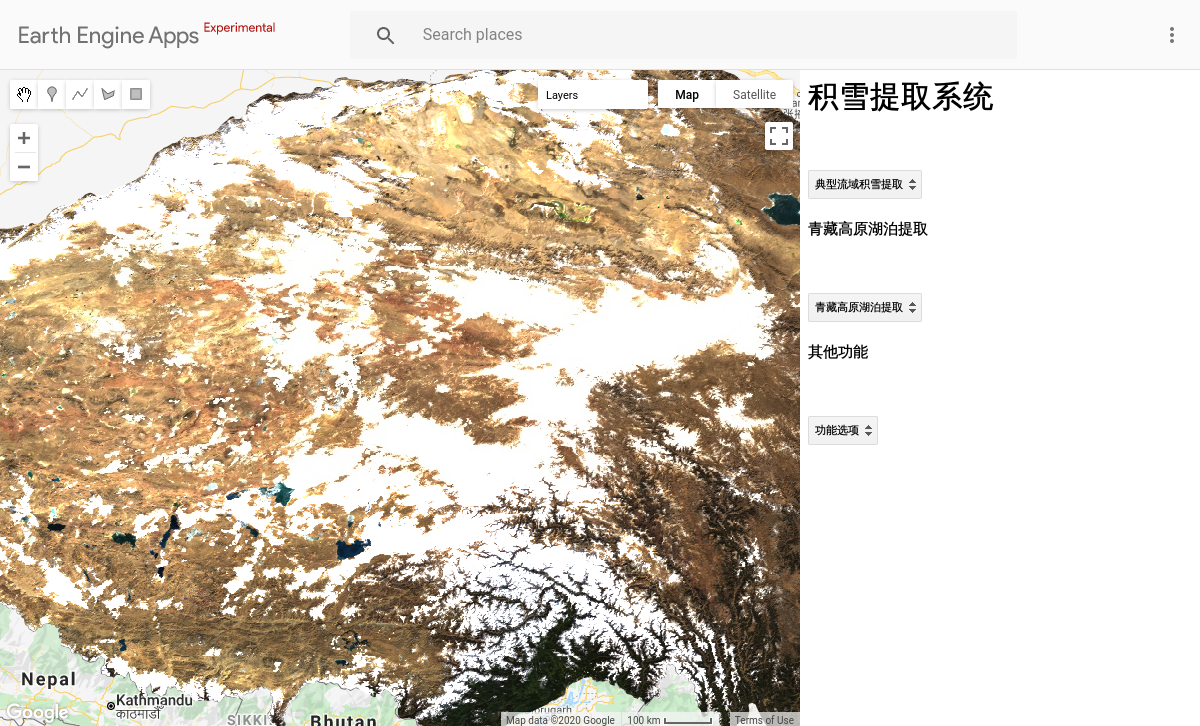 Earth Engine Apps Experimental
Search places
Layers
Map
Satellite
积雪提取系统
典型流域积雪提取
青藏高原湖泊提取
青藏高原湖泊提取
其他功能
功能选项
Nepal
Kathmandu
काठमाडौं
SIKKI
Bhutan
Google
Map data ©2020 Google
100 km
Terms of Use